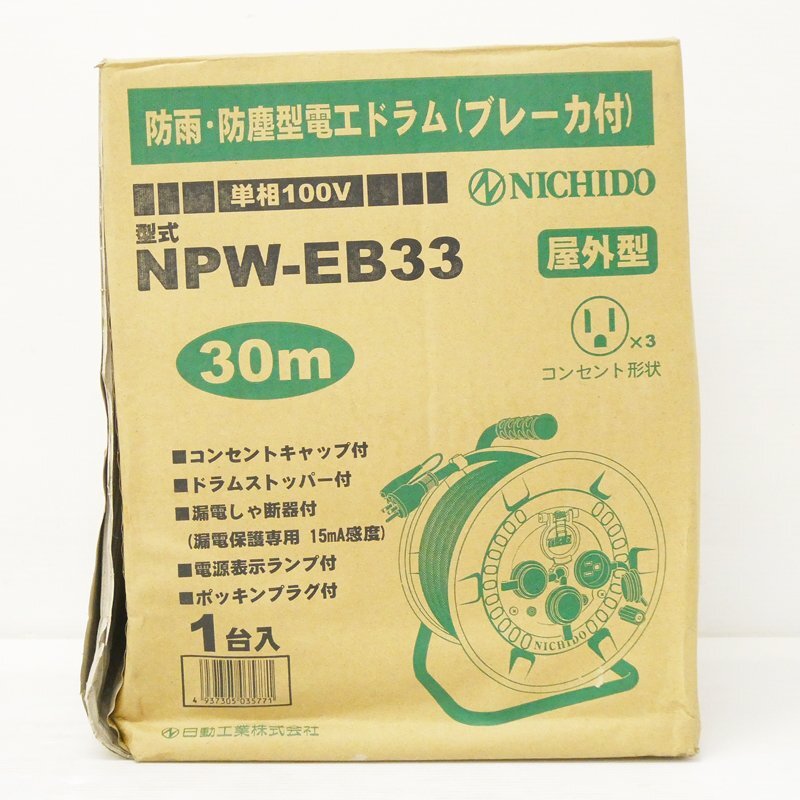 防雨・防塵型電工ドラム(ブレーカ付)
単相100V
NICHIDO
型式
NPW-EB33
屋外型
30m
×3
コンセント形状
■コンセントキャップ付
■ドラムストッパー付
■漏電しゃ断器付
(漏電保護専用 15mA感度)
■電源表示ランプ付
■ポッキンプラグ付
1台入
NICHIDO
4 937305 035771
日動工業株式会社